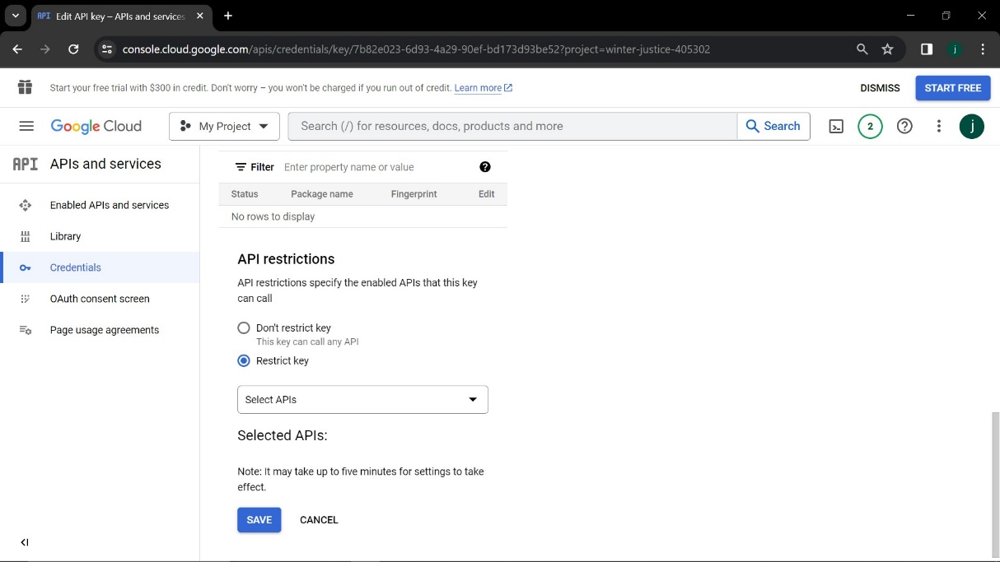 API Edit API key – APIs and services
console.cloud.google.com/apis/credentials/key/7b82e023-6d93-4a29-90ef-bd173d93be52?project=winter-justice-405302
j
Start your free trial with $300 in credit. Don't worry – you won't be charged if you run out of credit. Learn more
DISMISS
START FREE
Google Cloud
My Project
Search (/) for resources, docs, products and more
Search
2
j
API APIs and services
Enabled APIs and services
Library
Credentials
OAuth consent screen
Page usage agreements
Filter Enter property name or value
Status Package name Fingerprint Edit
No rows to display
API restrictions
API restrictions specify the enabled APIs that this key
can call
Don't restrict key
This key can call any API
Restrict key
Select APIs
Selected APIs:
Note: It may take up to five minutes for settings to take
effect.
SAVE CANCEL